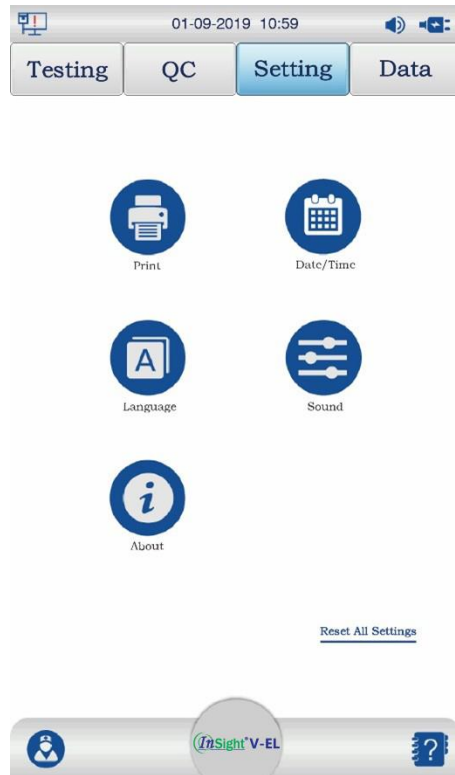 01-09-2019 10:59
Testing QC Setting Data
Print Date/Time
A
Language Sound
i
About
Reset All Settings
InSight® V-EL
?